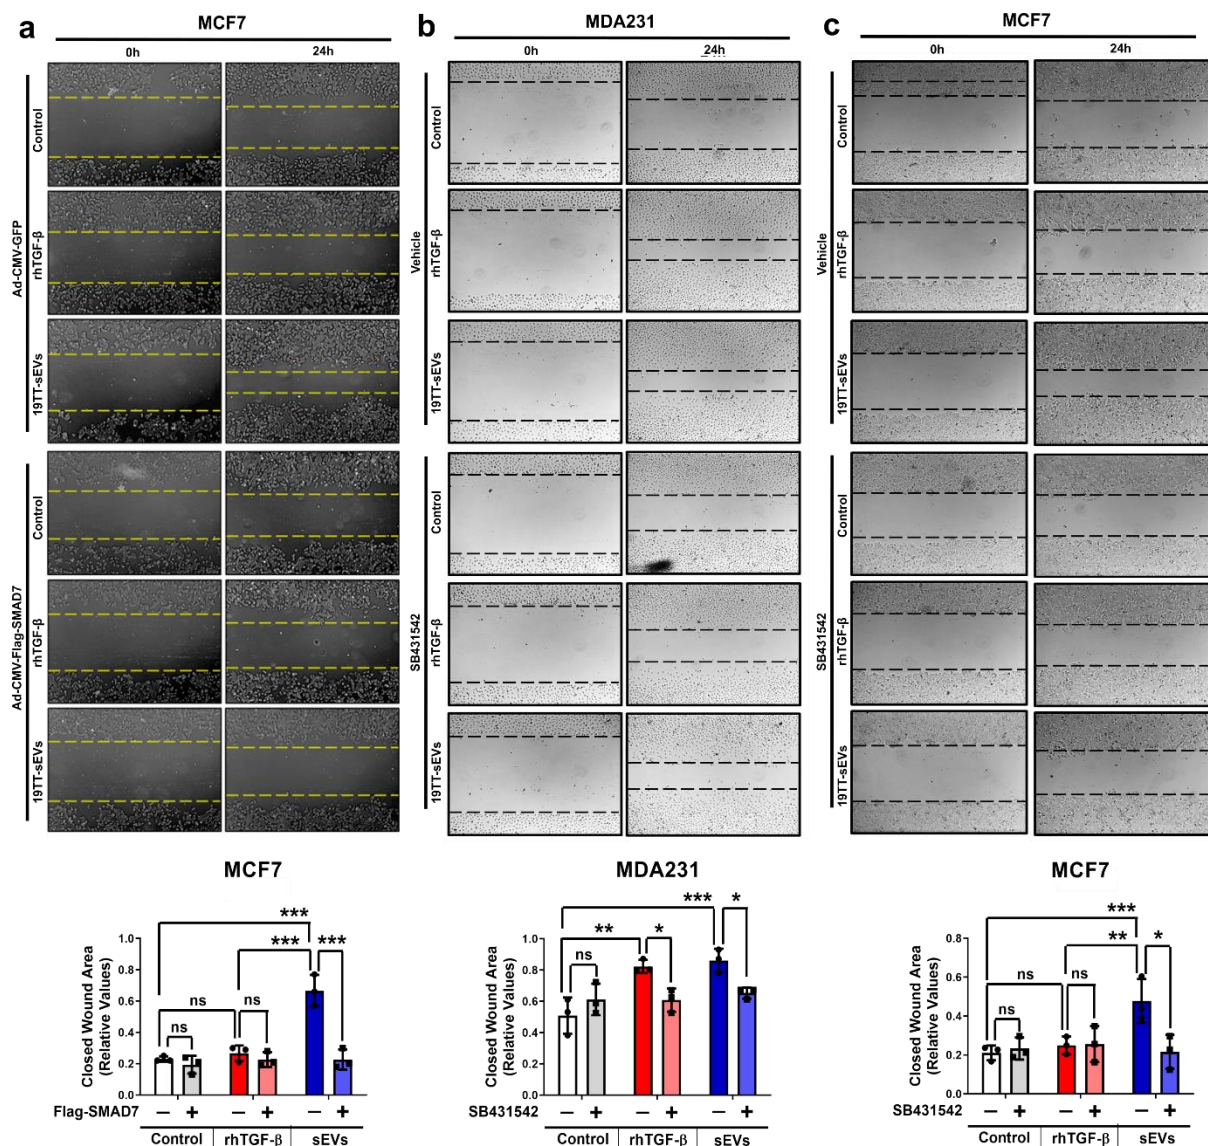 a
MCF7
0h
24h
Ad-CMV-GFP
Control
rhTGF-β
19TT-sEVs
Ad-CMV-Flag-SMAD7
Control
rhTGF-β
19TT-sEVs
b
MDA231
0h
24h
Vehicle
Control
rhTGF-β
19TT-sEVs
SB431542
Control
rhTGF-β
19TT-sEVs
c
MCF7
0h
24h
Vehicle
Control
rhTGF-β
19TT-sEVs
SB431542
Control
rhTGF-β
19TT-sEVs
MCF7
Closed Wound Area
(Relative Values)
1.0
0.8
0.6
0.4
0.2
0.0
***
*** ***
ns ns
ns
Flag-SMAD7 — + — + — +
Control rhTGF-β sEVs
MDA231
Closed Wound Area
(Relative Values)
1.0
0.8
0.6
0.4
0.2
0.0
*** *
** *
ns
SB431542 — + — + — +
Control rhTGF-β sEVs
MCF7
Closed Wound Area
(Relative Values)
0.8
0.6
0.4
0.2
0.0
***
** *
ns ns
ns
SB431542 — + — + — +
Control rhTGF-β sEVs